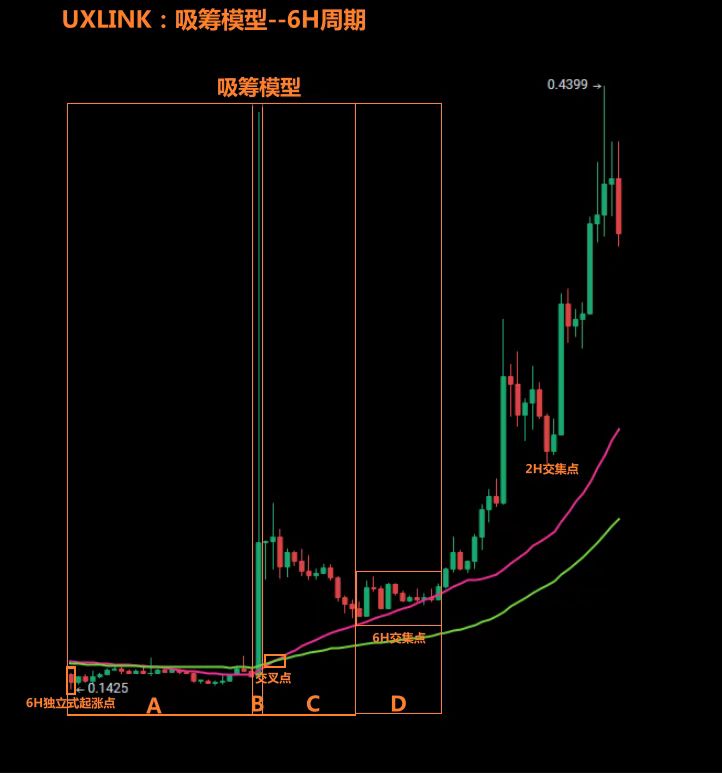 UXLINK：吸筹模型--6H周期
吸筹模型
0.4399 →
2H交集点
6H交集点
交叉点
← 0.1425
6H独立式起涨点
A
B
C
D